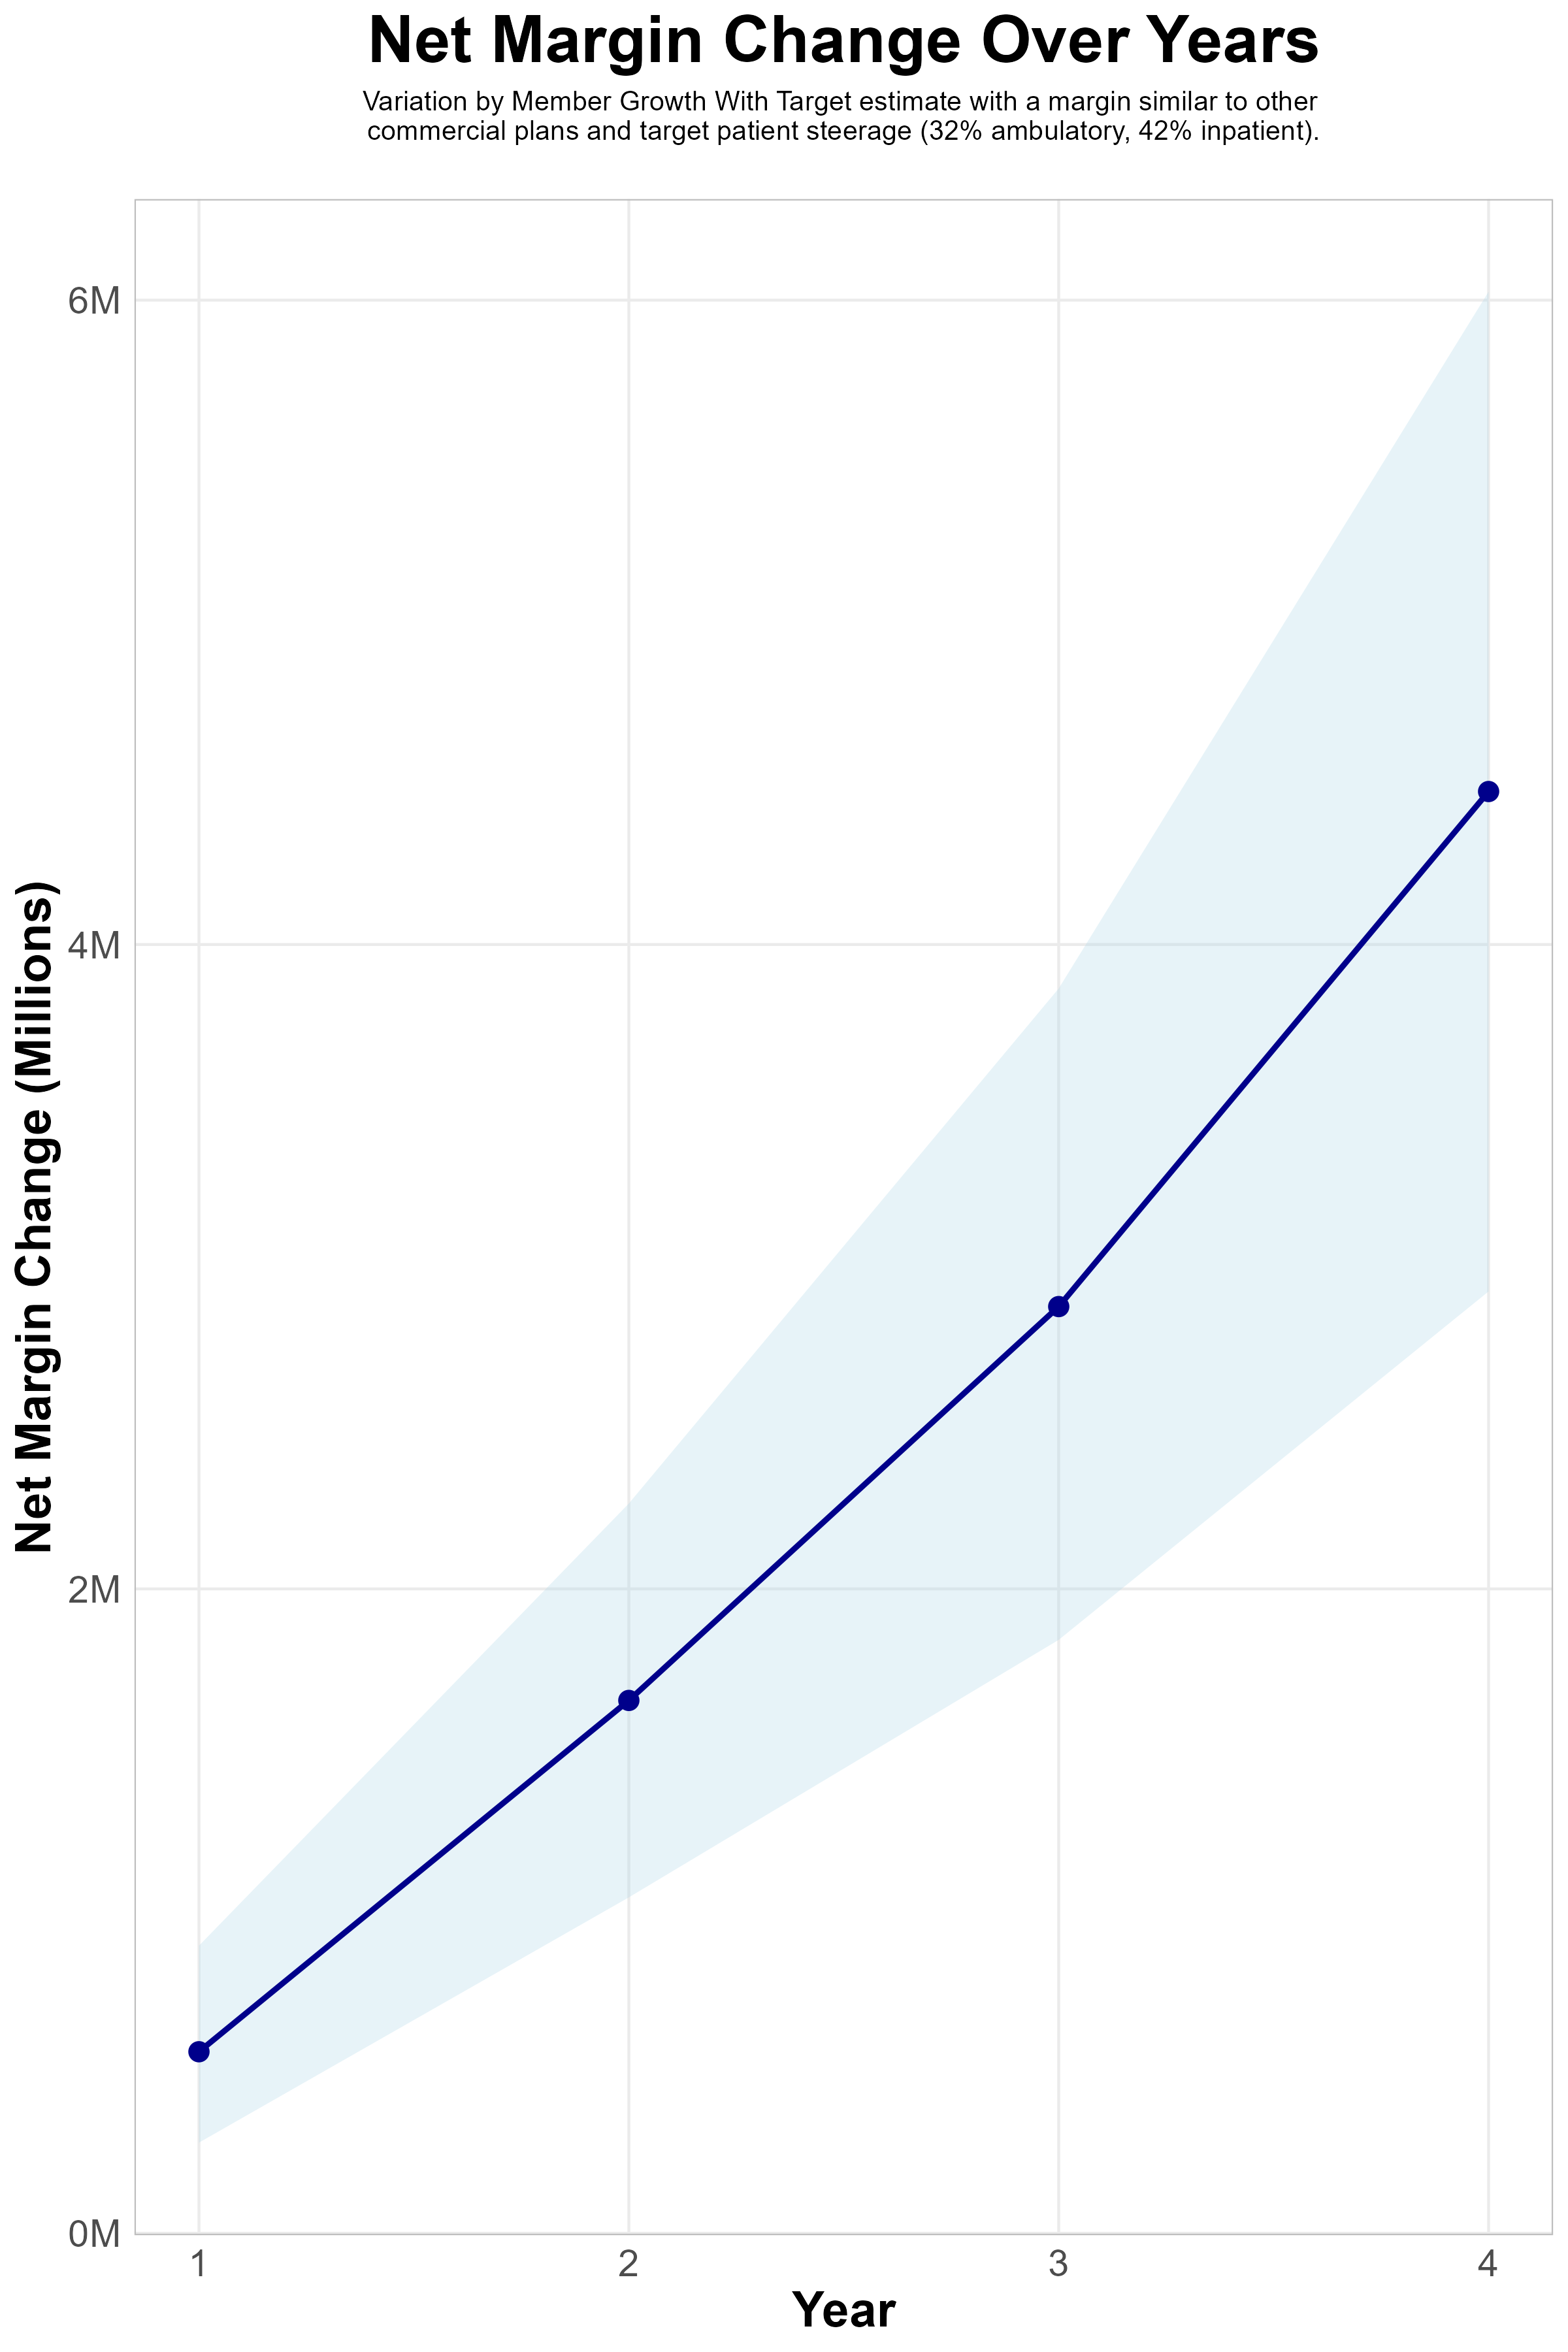 Net Margin Change Over Years
Variation by Member Growth With Target estimate with a margin similar to other
commercial plans and target patient steerage (32% ambulatory, 42% inpatient).
Net Margin Change (Millions)
6M
4M
2M
0M
1
2
3
4
Year